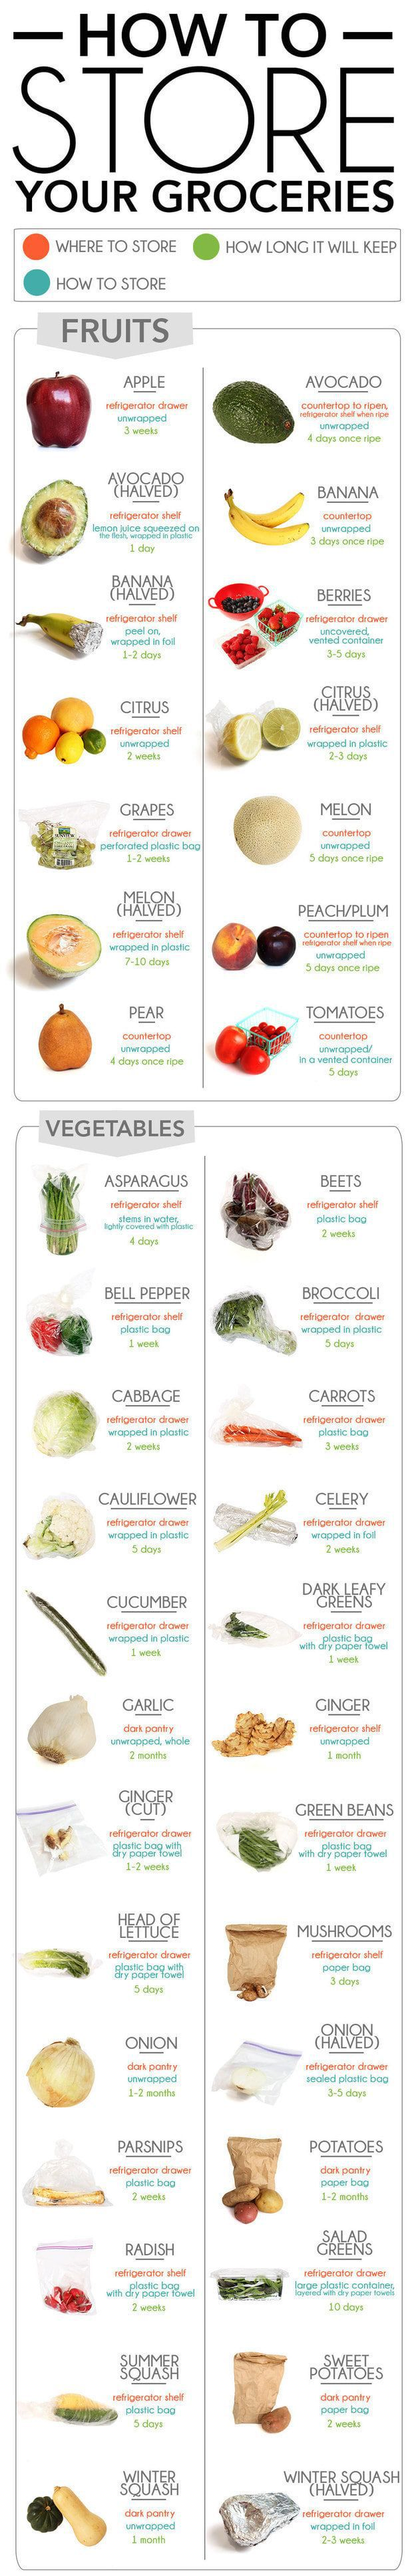 HOW TO
STORE
YOUR GROCERIES
WHERE TO STORE
HOW LONG IT WILL KEEP
HOW TO STORE
FRUITS
APPLE
refrigerator drawer
unwrapped
3 weeks
AVOCADO
countertop to ripen,
refrigerator shelf when ripe
unwrapped
4 days once ripe
AVOCADO
(HALVED)
refrigerator shelf
lemon juice squeezed on
the flesh, wrapped in plastic
1 day
BANANA
countertop
unwrapped
3 days once ripe
BANANA
(HALVED)
refrigerator shelf
peel on,
wrapped in foil
1-2 days
BERRIES
refrigerator drawer
uncovered,
vented container
3-5 days
CITRUS
refrigerator shelf
unwrapped
2 weeks
CITRUS
(HALVED)
refrigerator shelf
wrapped in plastic
2-3 days
GRAPES
refrigerator drawer
perforated plastic bag
1-2 weeks
MELON
countertop
unwrapped
5 days once ripe
MELON
(HALVED)
refrigerator shelf
wrapped in plastic
7-10 days
PEACH/PLUM
countertop to ripen
refrigerator shelf when ripe
unwrapped
5 days once ripe
PEAR
countertop
unwrapped
4 days once ripe
TOMATOES
countertop
unwrapped/
in a vented container
5 days
VEGETABLES
ASPARAGUS
refrigerator shelf
stems in water,
lightly covered with plastic
4 days
BEETS
refrigerator shelf
plastic bag
2 weeks
BELL PEPPER
refrigerator shelf
plastic bag
1 week
BROCCOLI
refrigerator drawer
wrapped in plastic
5 days
CABBAGE
refrigerator drawer
wrapped in plastic
2 weeks
CARROTS
refrigerator drawer
plastic bag
3 weeks
CAULIFLOWER
refrigerator drawer
wrapped in plastic
5 days
CELERY
refrigerator drawer
wrapped in foil
2 weeks
CUCUMBER
refrigerator drawer
wrapped in plastic
1 week
DARK LEAFY
GREENS
refrigerator drawer
plastic bag
with dry paper towel
1 week
GARLIC
dark pantry
unwrapped, whole
2 months
GINGER
refrigerator shelf
unwrapped
1 month
GINGER
(CUT)
refrigerator drawer
plastic bag with
dry paper towel
1-2 weeks
GREEN BEANS
refrigerator drawer
plastic bag
with dry paper towel
1 week
HEAD OF
LETTUCE
refrigerator drawer
plastic bag with
dry paper towel
5 days
MUSHROOMS
refrigerator shelf
paper bag
3 days
ONION
dark pantry
unwrapped
1-2 months
ONION
(HALVED)
refrigerator drawer
sealed plastic bag
3-5 days
PARSNIPS
refrigerator drawer
plastic bag
2 weeks
POTATOES
dark pantry
paper bag
1-2 months
RADISH
refrigerator shelf
plastic bag
with dry paper towel
2 weeks
SALAD
GREENS
refrigerator drawer
large plastic container,
layered with dry paper towels
10 days
SUMMER
SQUASH
refrigerator shelf
plastic bag
5 days
SWEET
POTATOES
dark pantry
paper bag
2 weeks
WINTER
SQUASH
dark pantry
unwrapped
1 month
WINTER SQUASH
(HALVED)
refrigerator drawer
wrapped in foil
2-3 weeks